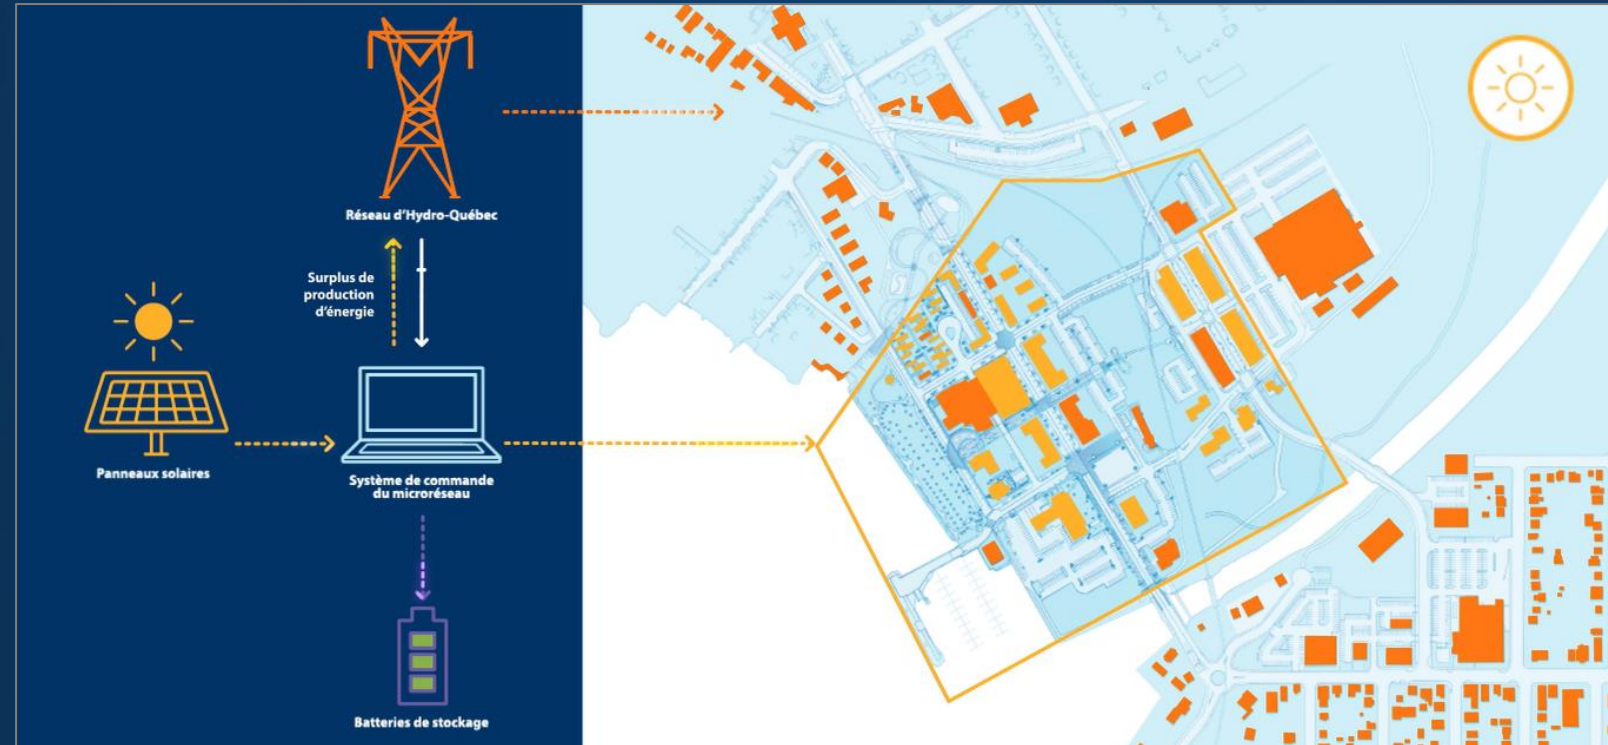 Réseau d'Hydro-Québec
Surplus de
production
d'énergie
Panneaux solaires
Système de commande
du microréseau
Batteries de stockage